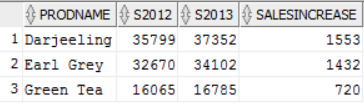 PRODNAME S2012 S2013 SALESINCREASE
1 Darjeeling 35799 37352 1553
2 Earl Grey 32670 34102 1432
3 Green Tea 16065 16785 720